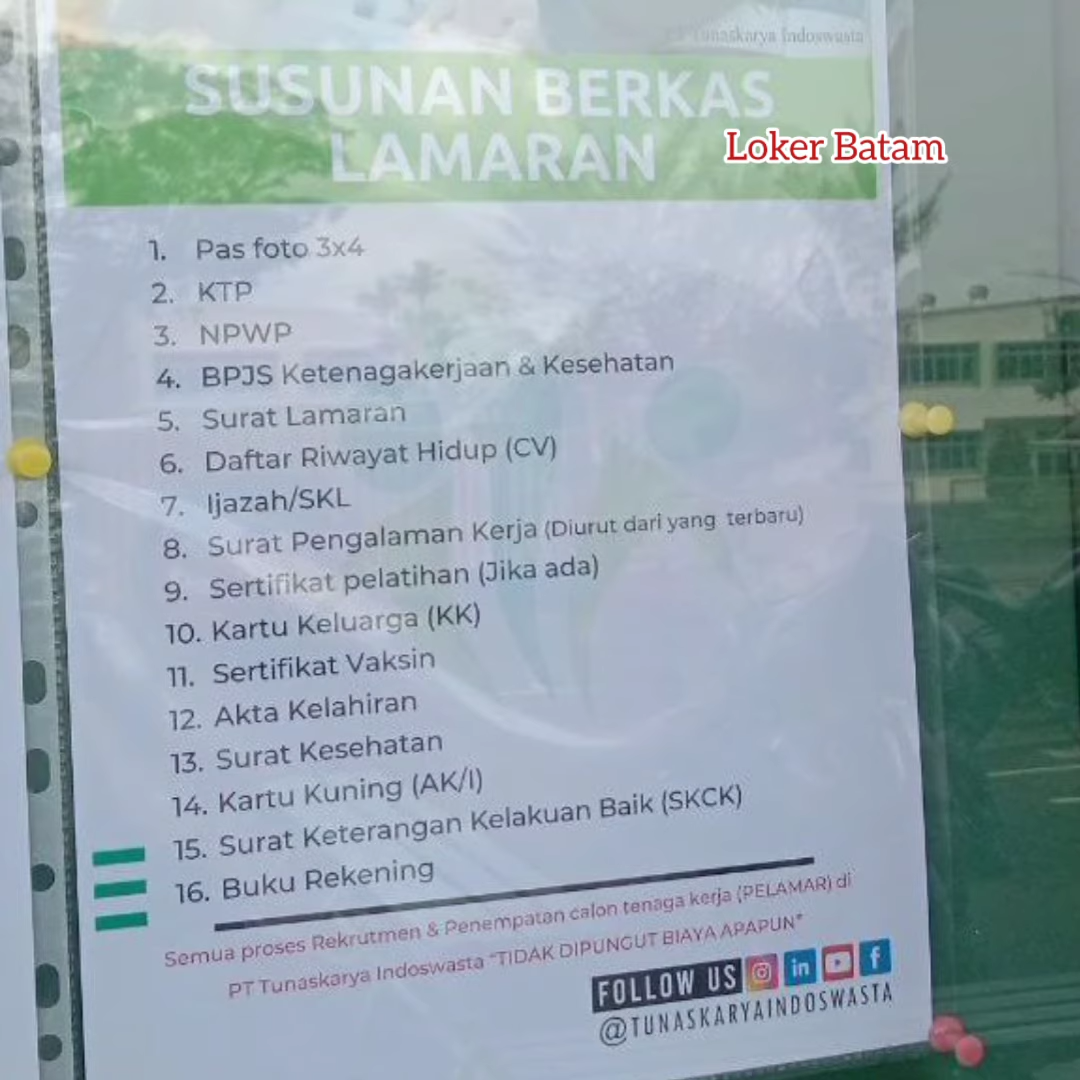 PT Tunaskarya Indoswasta
SUSUNAN BERKAS
LAMARAN
Loker Batam
1. Pas foto 3x4
2. KTP
3. NPWP
4. BPJS Ketenagakerjaan & Kesehatan
5. Surat Lamaran
6. Daftar Riwayat Hidup (CV)
7. Ijazah/SKL
8. Surat Pengalaman Kerja (Diurut dari yang terbaru)
9. Sertifikat pelatihan (Jika ada)
10. Kartu Keluarga (KK)
11. Sertifikat Vaksin
12. Akta Kelahiran
13. Surat Kesehatan
14. Kartu Kuning (AK/I)
15. Surat Keterangan Kelakuan Baik (SKCK)
16. Buku Rekening
Semua proses Rekrutmen & Penempatan calon tenaga kerja (PELAMAR) di
PT Tunaskarya Indoswasta "TIDAK DIPUNGUT BIAYA APAPUN"
FOLLOW US
@TUNASKARYAINDOSWASTA